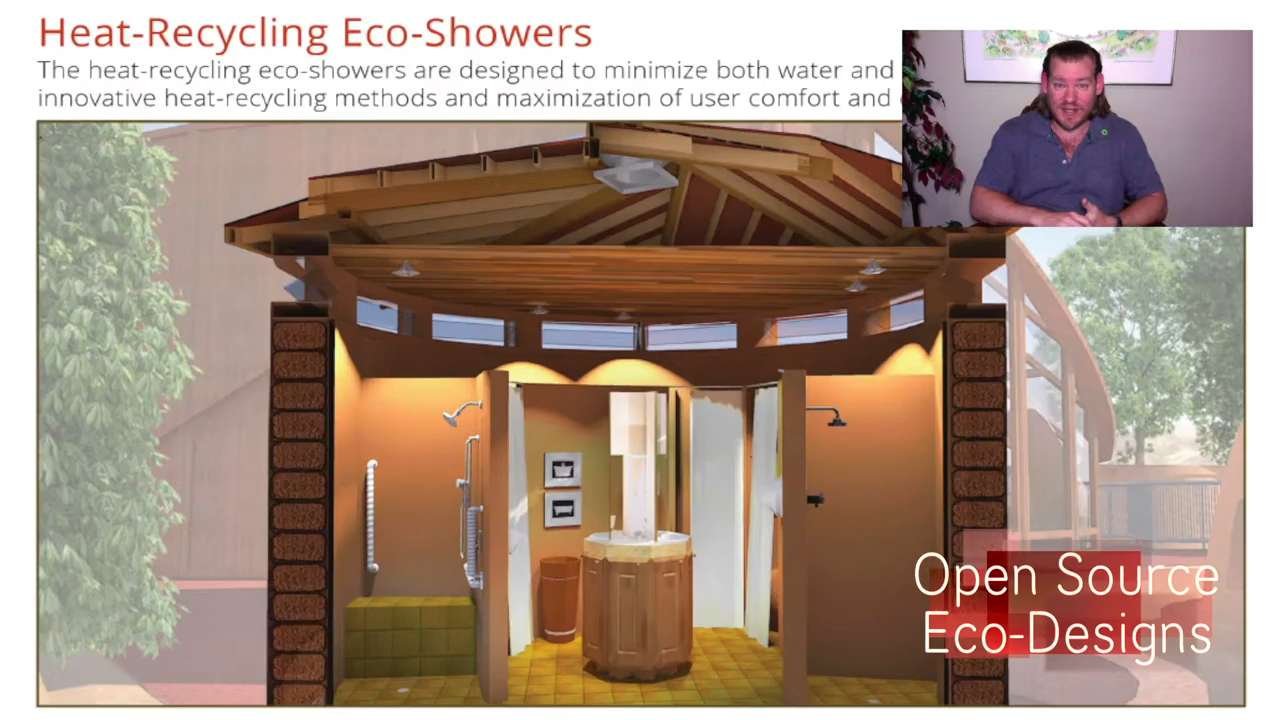 Heat-Recycling Eco-Showers
The heat-recycling eco-showers are designed to minimize both water and
innovative heat-recycling methods and maximization of user comfort and
Open Source
Eco-Designs